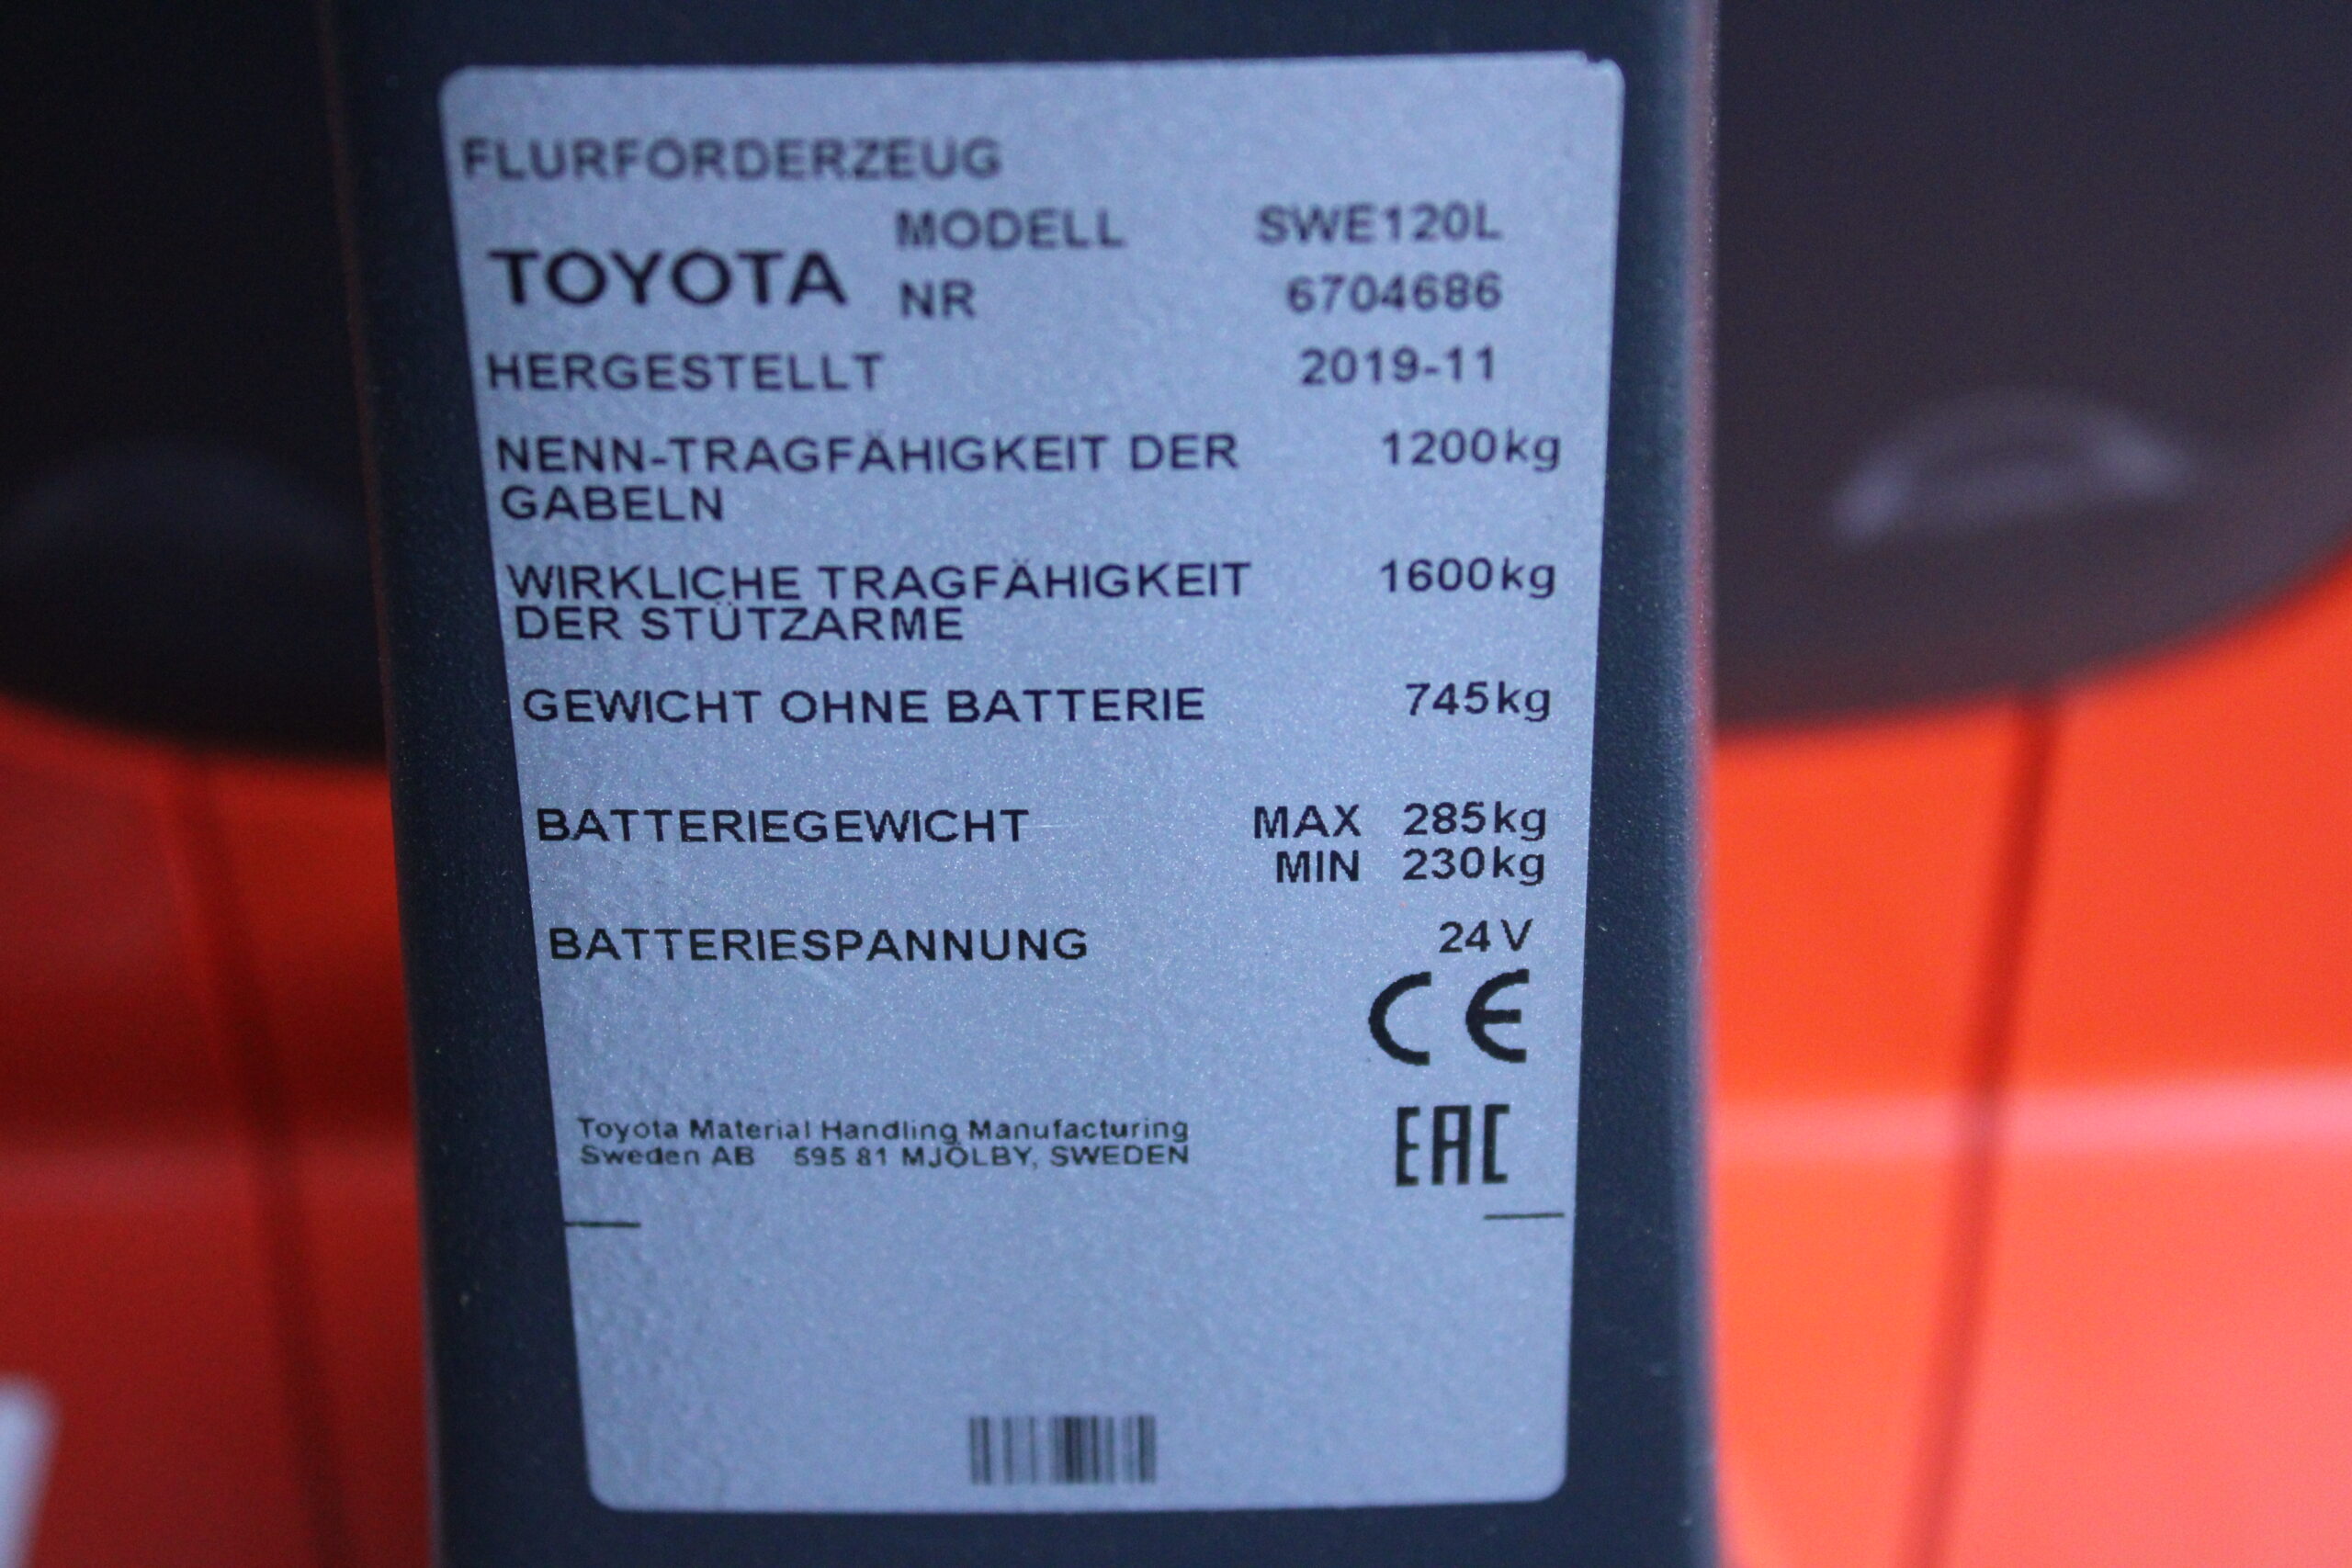 FLURFÖRDERZEUG
MODELL SWE120L
TOYOTA NR 6704686
HERGESTELLT 2019-11
NENN-TRAGFÄHIGKEIT DER 1200kg
GABELN
WIRKLICHE TRAGFÄHIGKEIT 1600kg
DER STÜTZARME
GEWICHT OHNE BATTERIE 745kg
BATTERIEGEWICHT MAX 285kg
MIN 230kg
BATTERIESPANNUNG 24V
CE
Toyota Material Handling Manufacturing
Sweden AB 595 81 MJÖLBY, SWEDEN
EAC